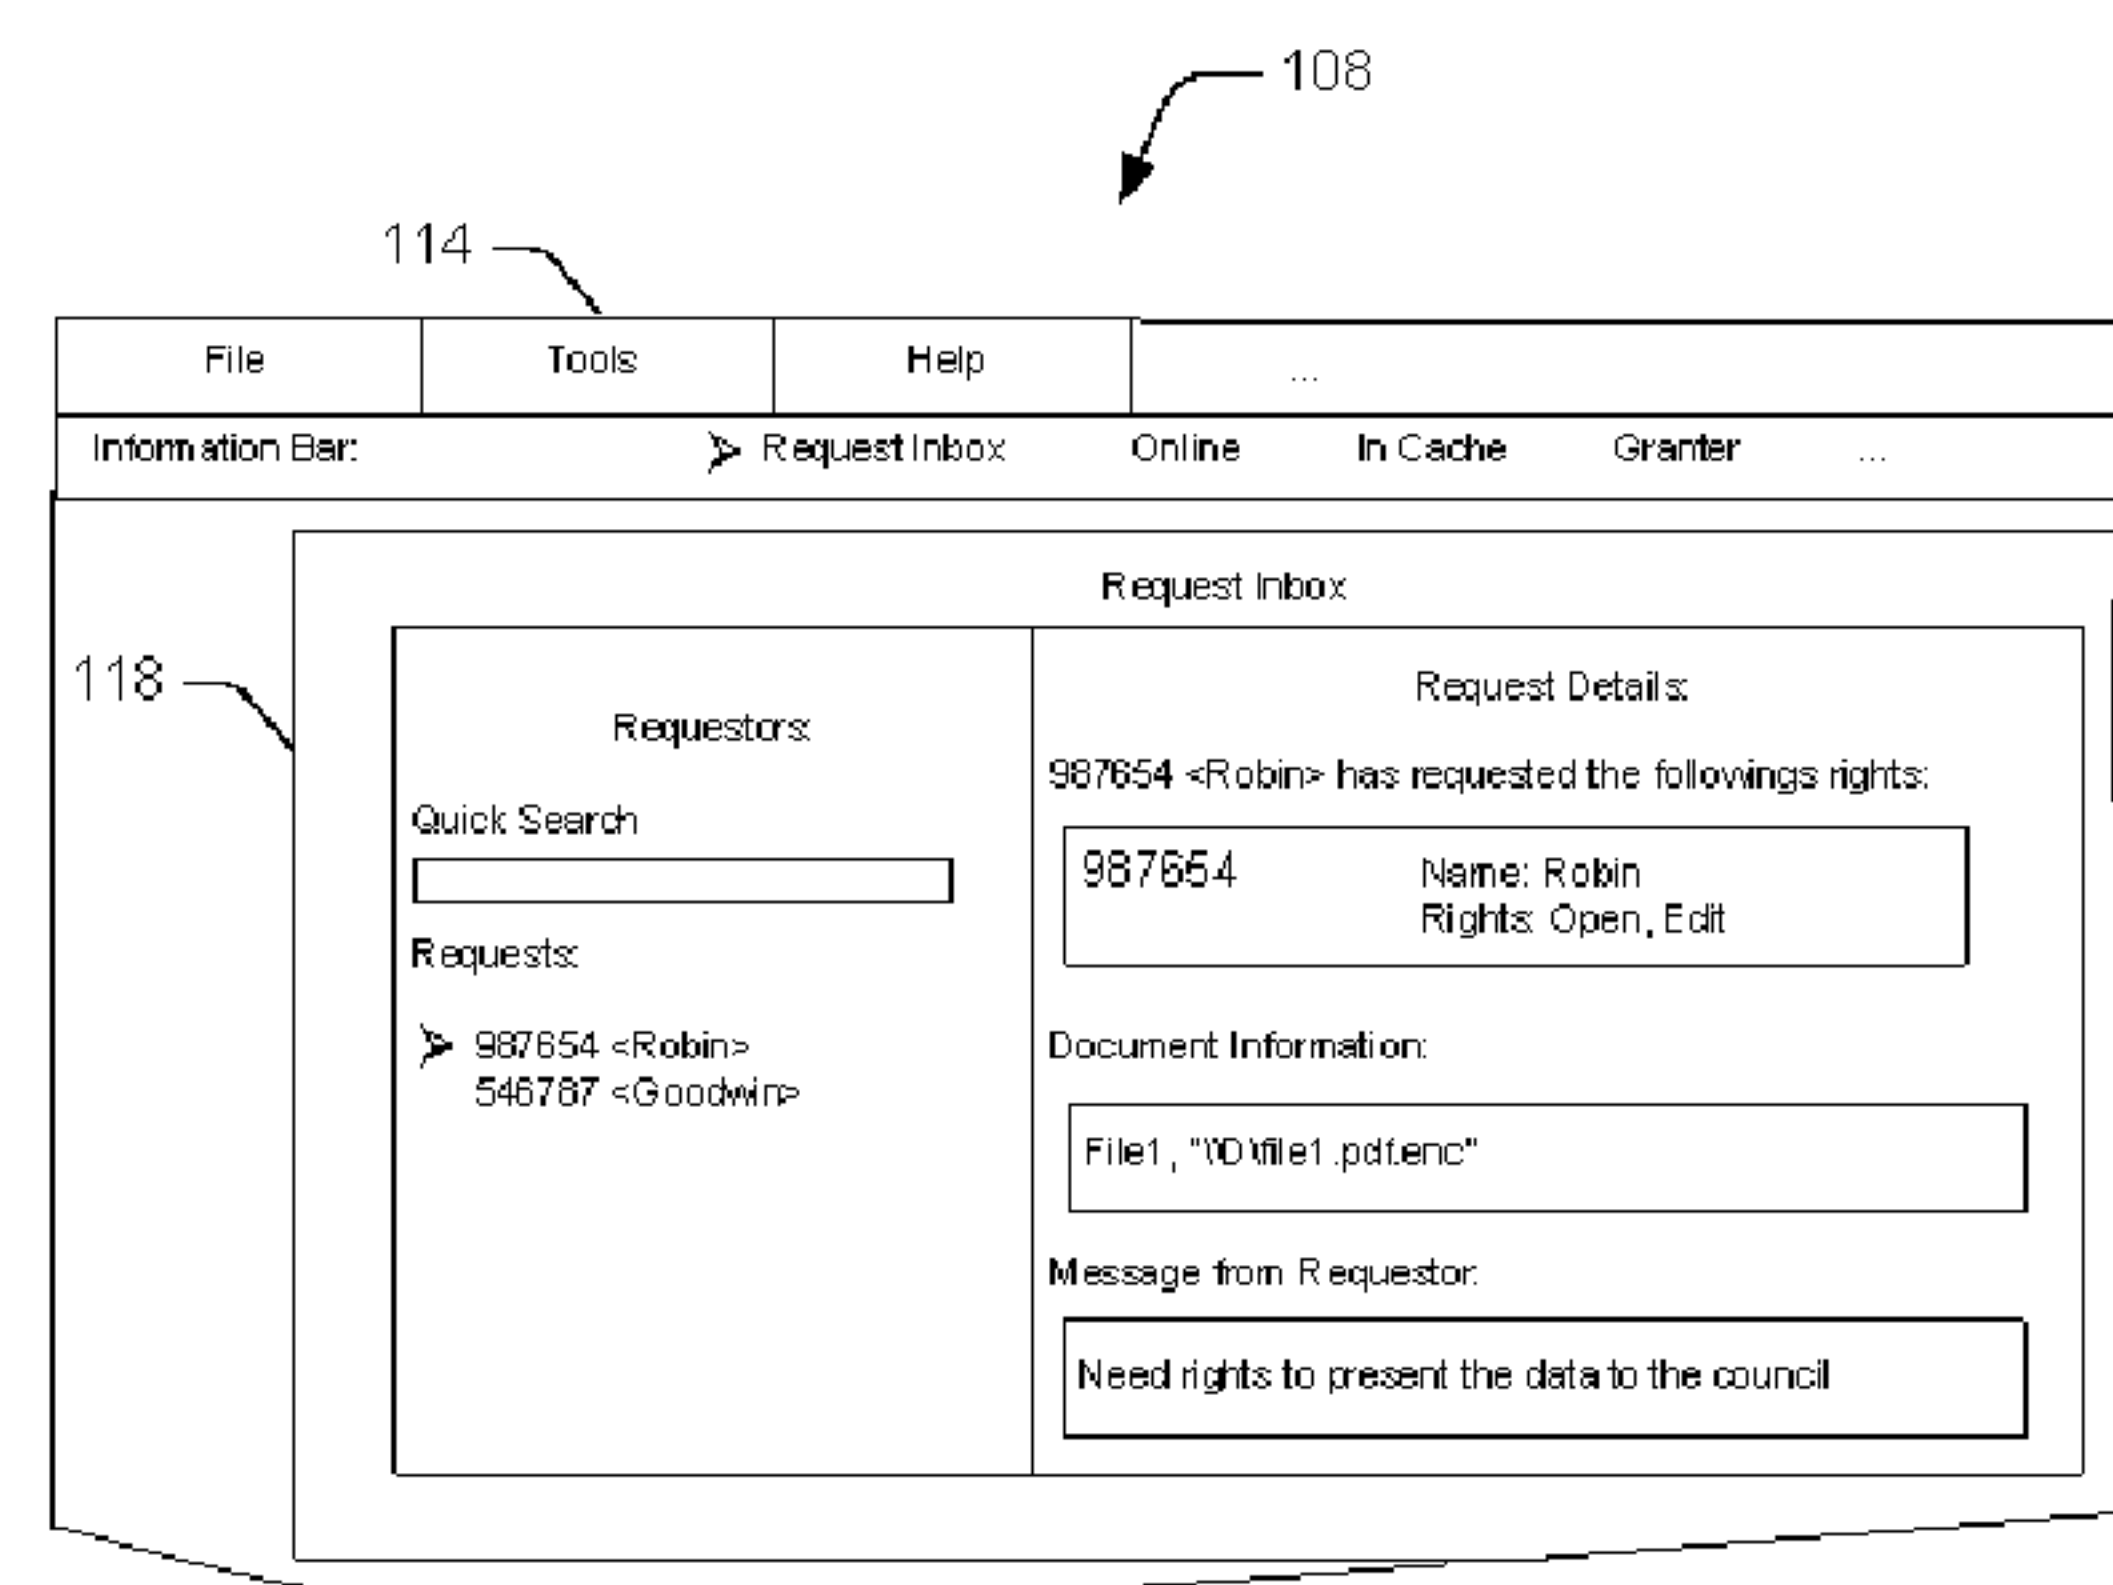 108
114
File Tools Help ...
Information Bar: Request Inbox Online In Cache Granter ...
Request Inbox
118
Requestors:
Quick Search
Requests:
987654 <Robin>
546787 <Goodwin>
Request Details:
987654 <Robin> has requested the followings rights:
987654 Name: Robin
Rights: Open, Edit
Document Information:
File1, "\\D\file1.pdf.enc"
Message from Requestor:
Need rights to present the data to the council